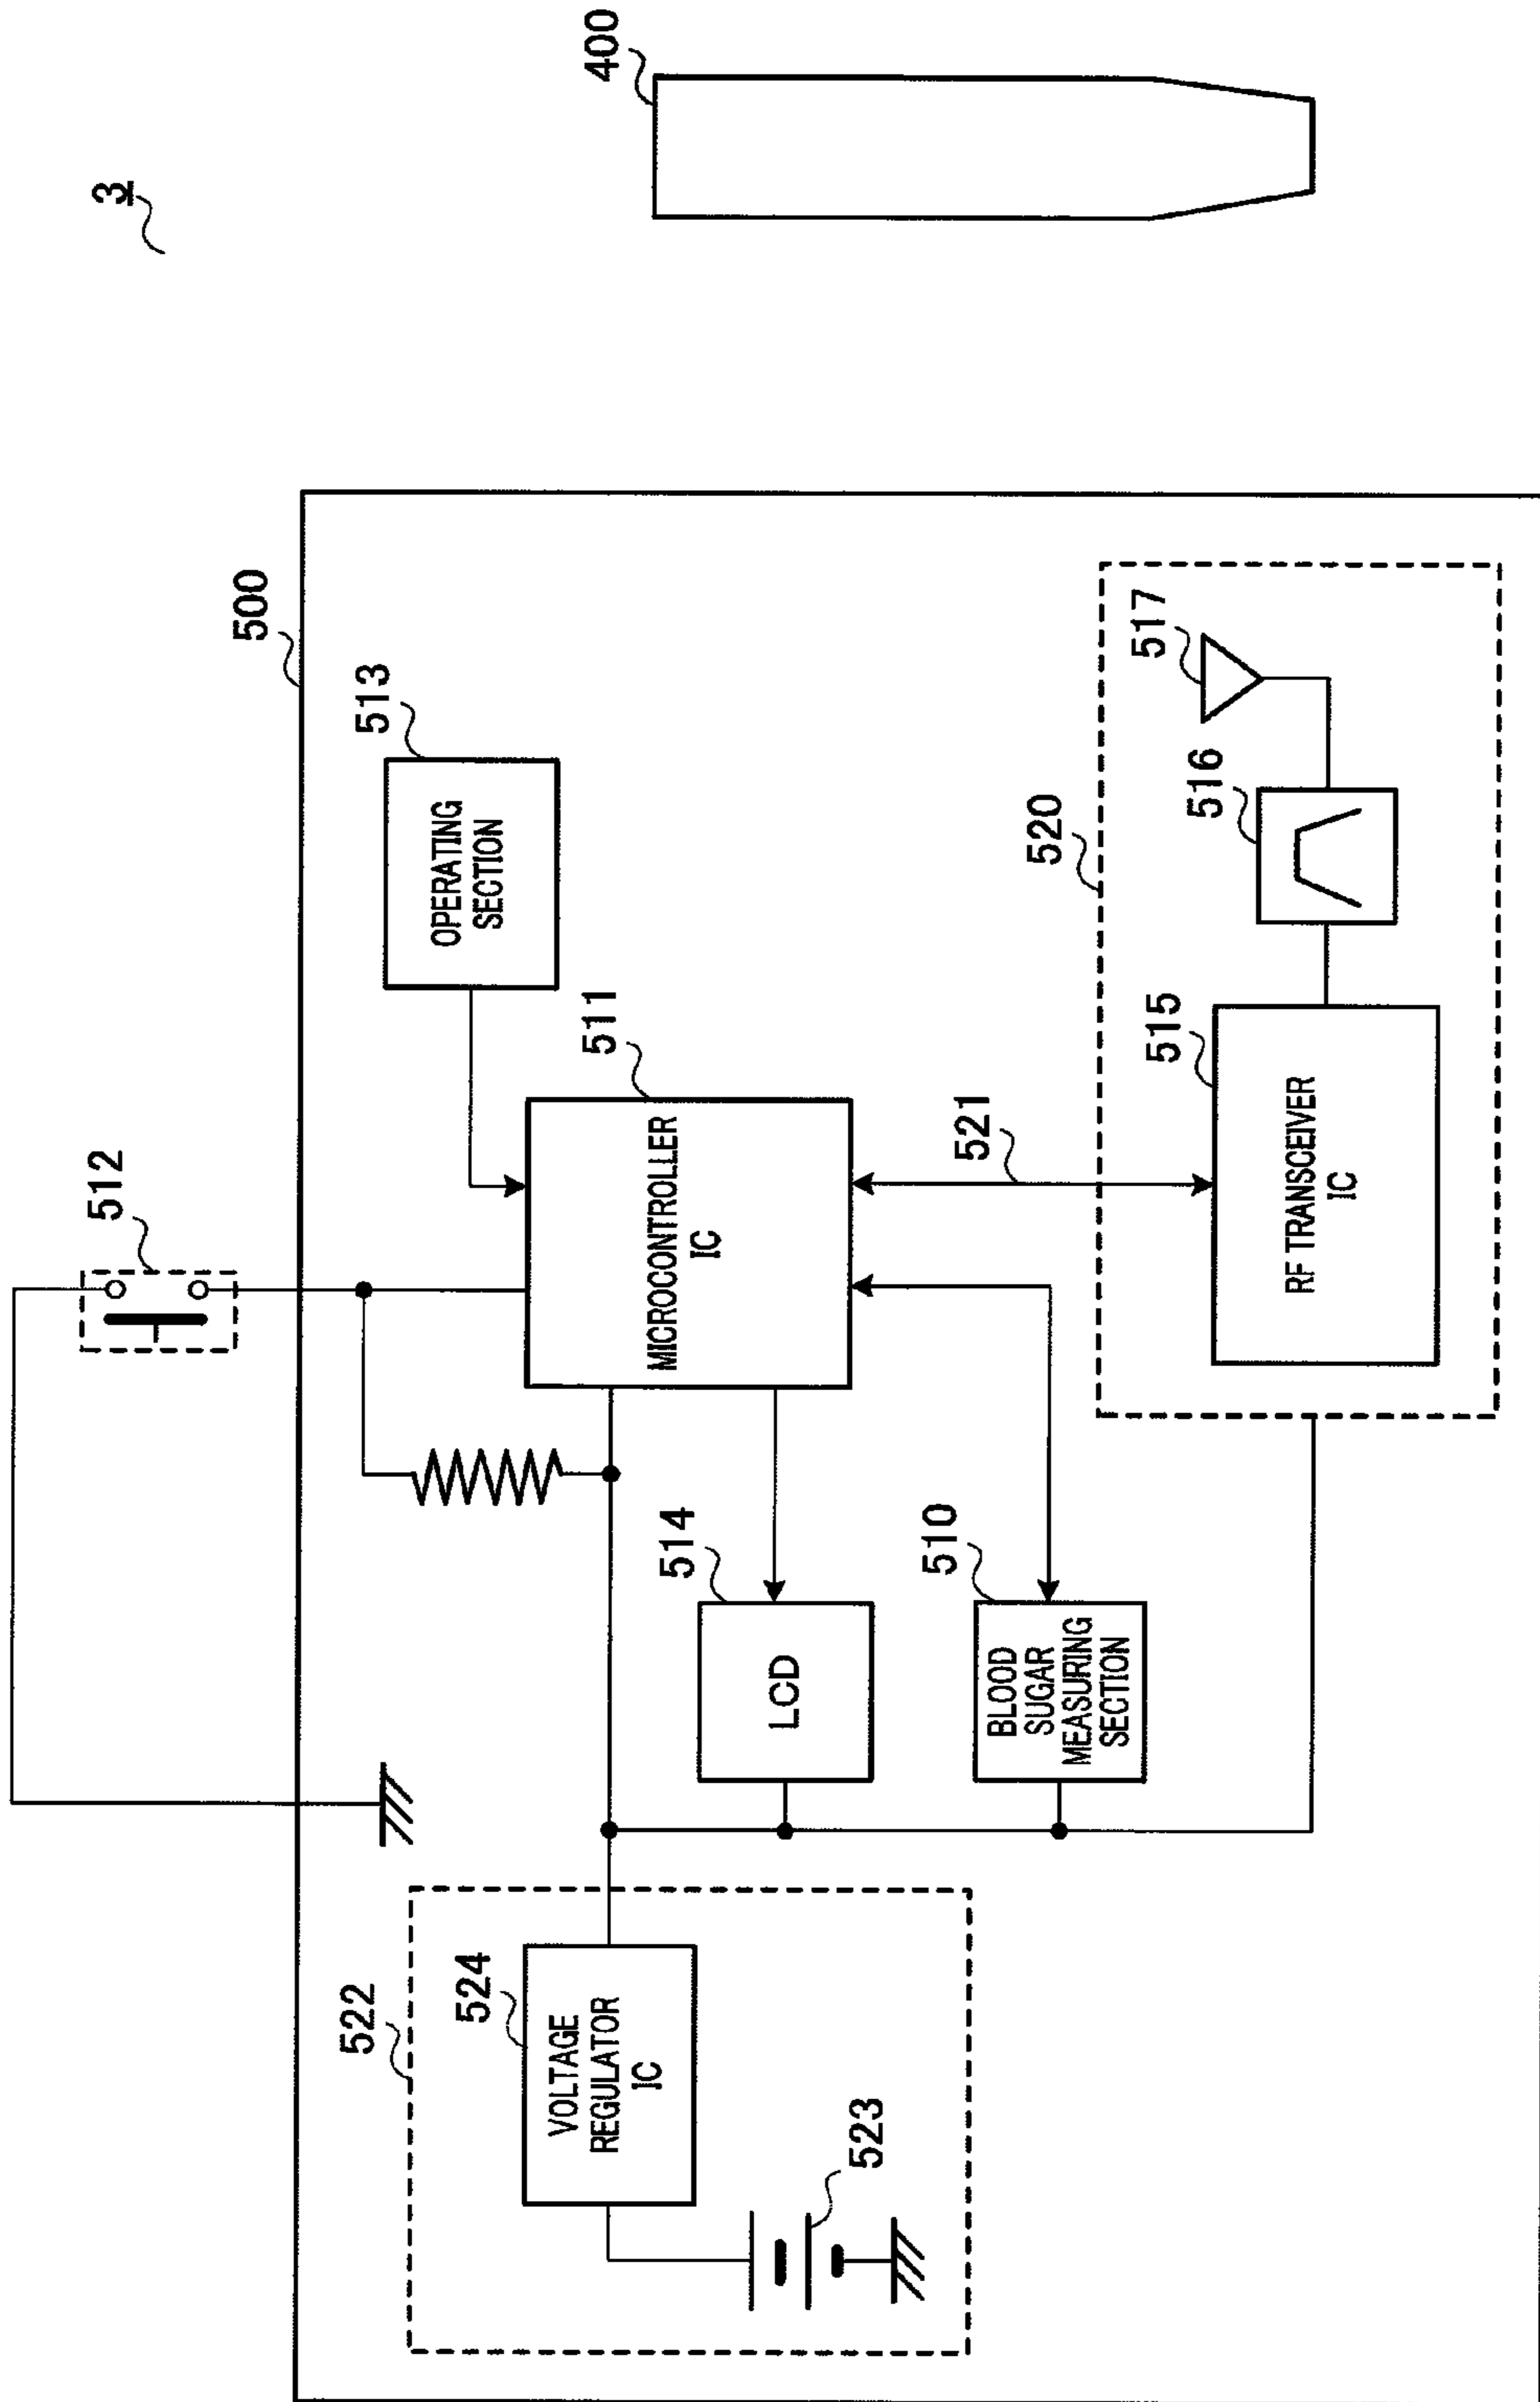 3
400
500
512
513
OPERATING
SECTION
511
MICROCONTROLLER
IC
522
524
VOLTAGE
REGULATOR
IC
523
514
LCD
510
BLOOD
SUGAR
MEASURING
SECTION
521
520
515
RF TRANSCEIVER
IC
516
517